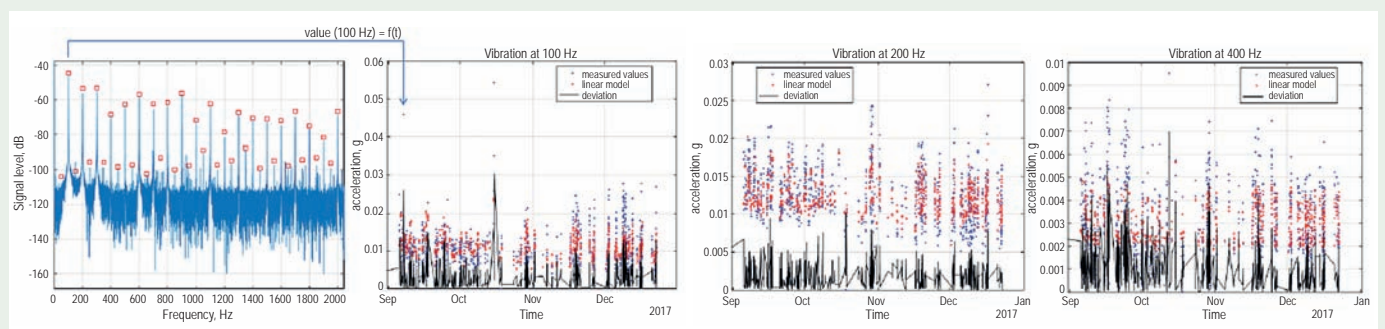 value (100 Hz) = f(t)
-40
-60
-80
-100
-120
-140
-160
Signal level, dB
0 200 400 600 800 1000 1200 1400 1600 1800 2000
Frequency, Hz
Vibration at 100 Hz
measured values
linear model
deviation
0.06
0.05
0.04
0.03
0.02
0.01
0
acceleration, g
Sep Oct Nov Dec
2017
Time
Vibration at 200 Hz
measured values
linear model
deviation
0.030
0.025
0.020
0.015
0.01
0.005
0
acceleration, g
Sep Oct Nov Dec Jan
2017
Time
Vibration at 400 Hz
measured values
linear model
deviation
0.01
0.009
0.008
0.007
0.006
0.005
0.004
0.003
0.002
0.001
0
acceleration, g
Sep Oct Nov Dec Jan
2017
Time